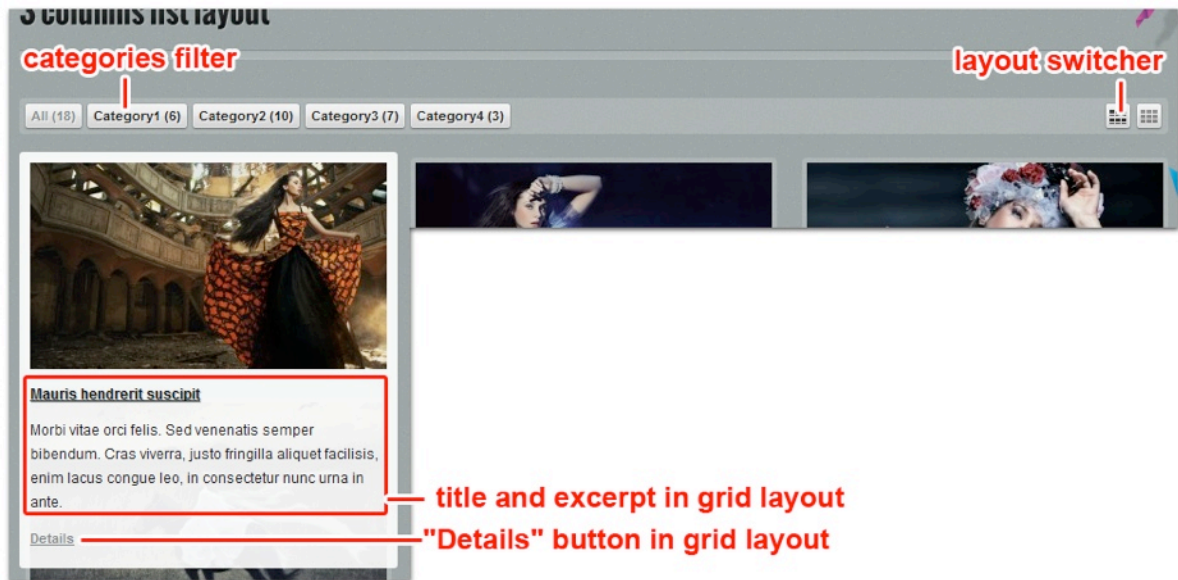 3 columns list layout
categories filter
layout switcher
All (18) Category1 (6) Category2 (10) Category3 (7) Category4 (3)
Mauris hendrerit suscipit
Morbi vitae orci felis. Sed venenatis semper
bibendum. Cras viverra, justo fringilla aliquet facilisis,
enim lacus congue leo, in consectetur nunc urna in
ante.
title and excerpt in grid layout
Details
"Details" button in grid layout